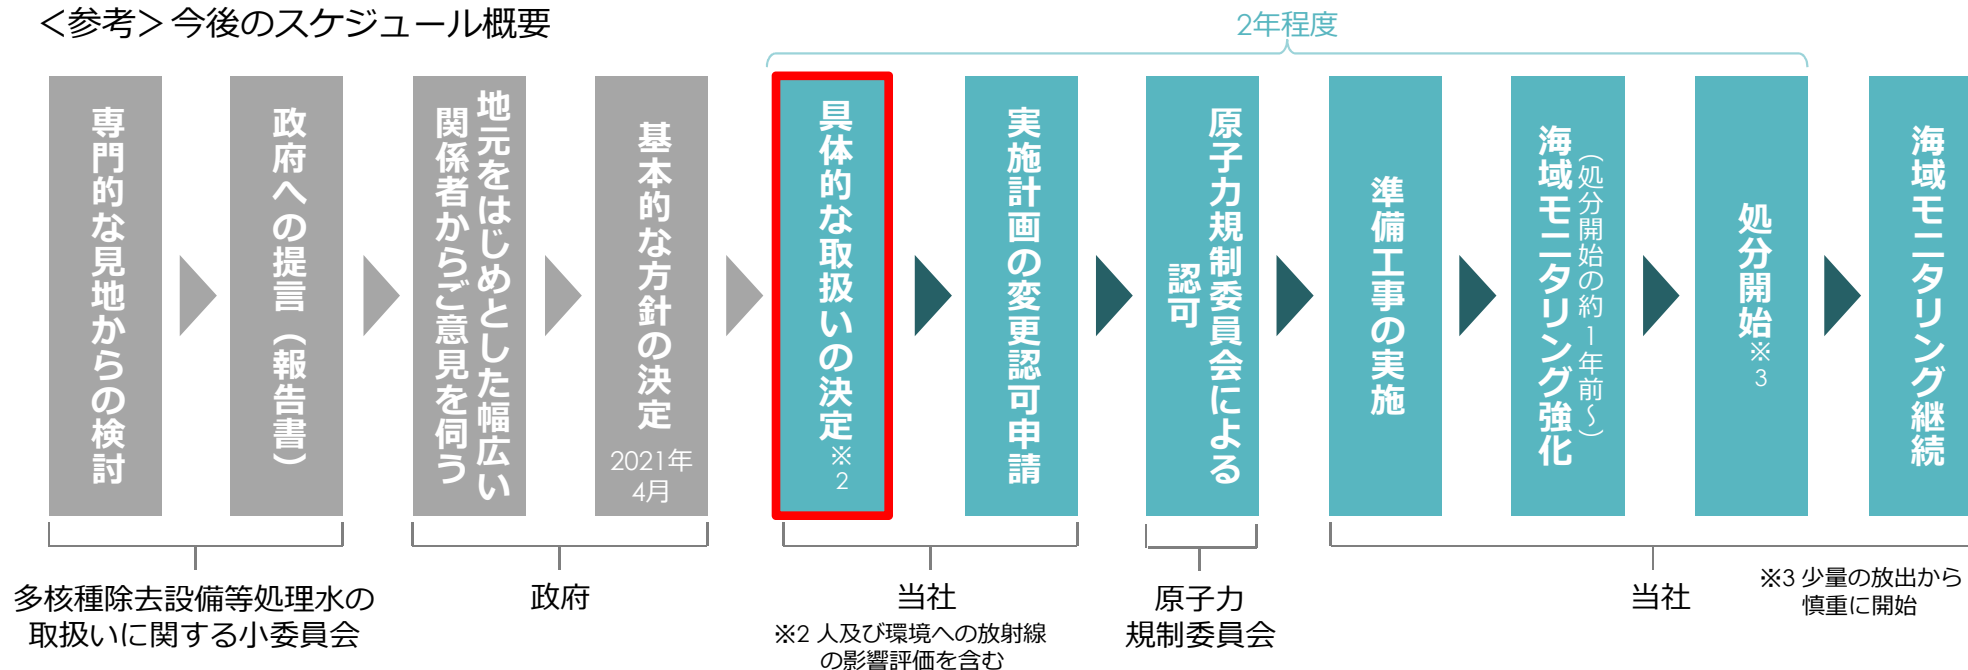 ＜参考＞今後のスケジュール概要
2年程度
専門的な見地からの検討
政府への提言（報告書）
地元をはじめとした幅広い
関係者からご意見を伺う
基本的な方針の決定
2021年
4月
具体的な取扱いの決定※2
実施計画の変更認可申請
原子力規制委員会による
認可
準備工事の実施
（処分開始の約1年前～）
海域モニタリング強化
処分開始※3
海域モニタリング継続
多核種除去設備等処理水の
取扱いに関する小委員会
政府
当社
※2 人及び環境への放射線
の影響評価を含む
原子力
規制委員会
当社
※3 少量の放出から
慎重に開始